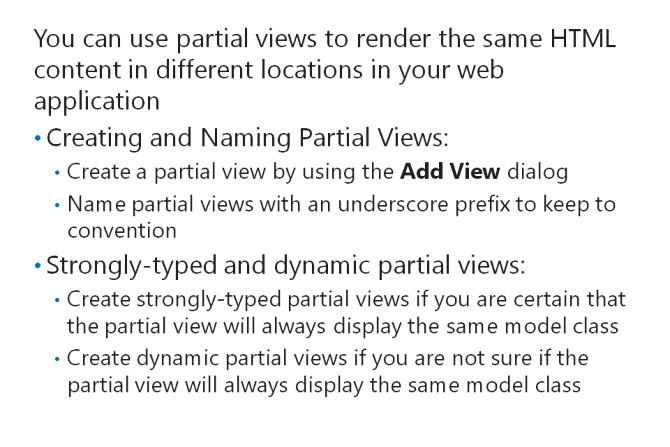 You can use partial views to render the same HTML
content in different locations in your web
application
• Creating and Naming Partial Views:
• Create a partial view by using the Add View dialog
• Name partial views with an underscore prefix to keep to
convention
• Strongly-typed and dynamic partial views:
• Create strongly-typed partial views if you are certain that
the partial view will always display the same model class
• Create dynamic partial views if you are not sure if the
partial view will always display the same model class